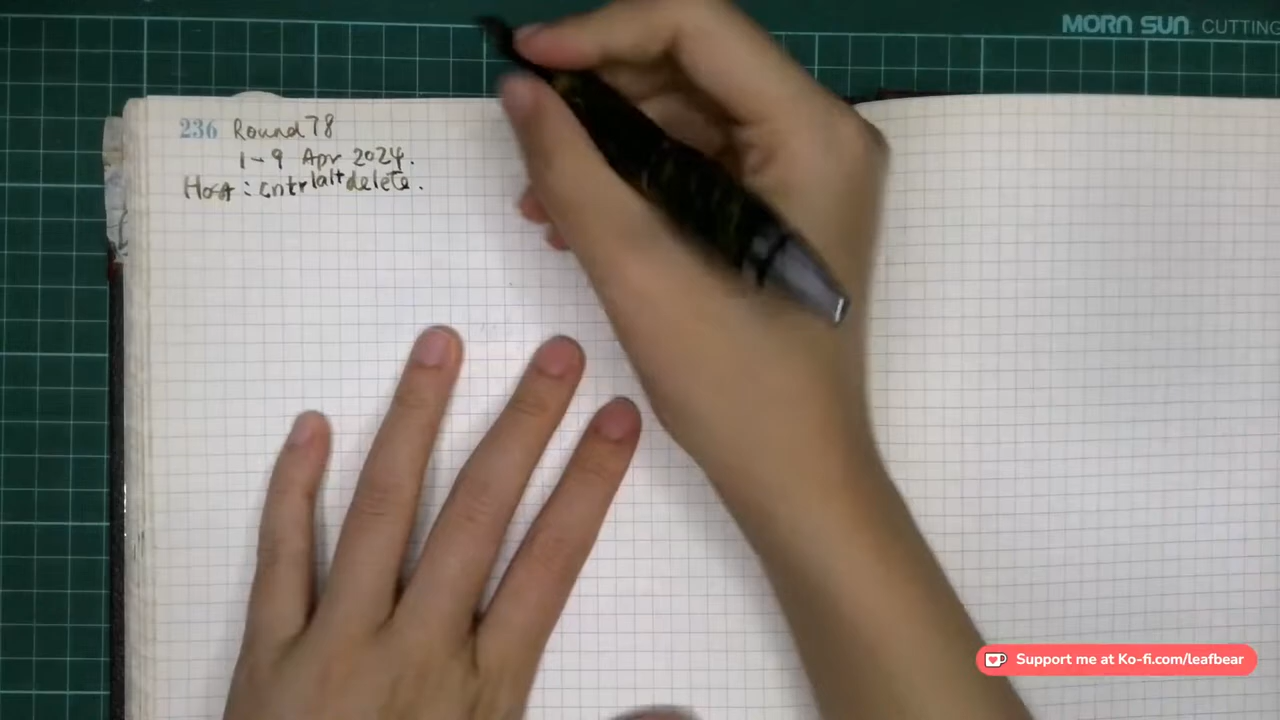 MORN SUN CUTTING
236 Round 78
1-9 Apr 2024.
Host: cntrlaltdelete.
Support me at Ko-fi.com/leafbear